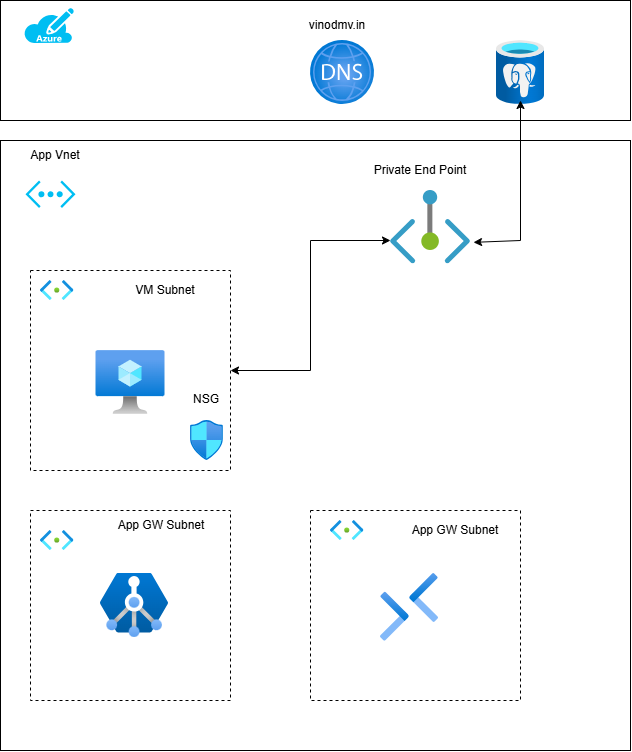 vinodmv.in
Azure
DNS
App Vnet
Private End Point
VM Subnet
NSG
App GW Subnet
App GW Subnet